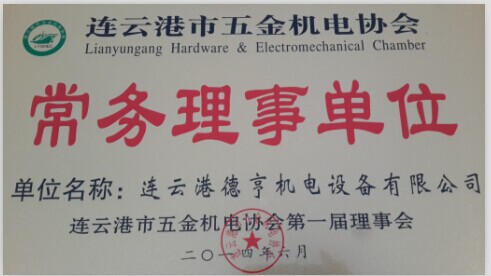 连云港市五金机电协会
Lianyungang Hardware & Electromechanical Chamber
常务理事单位
单位名称：连云港德亨机电设备有限公司
连云港市五金机电协会第一届理事会
二〇一四年六月